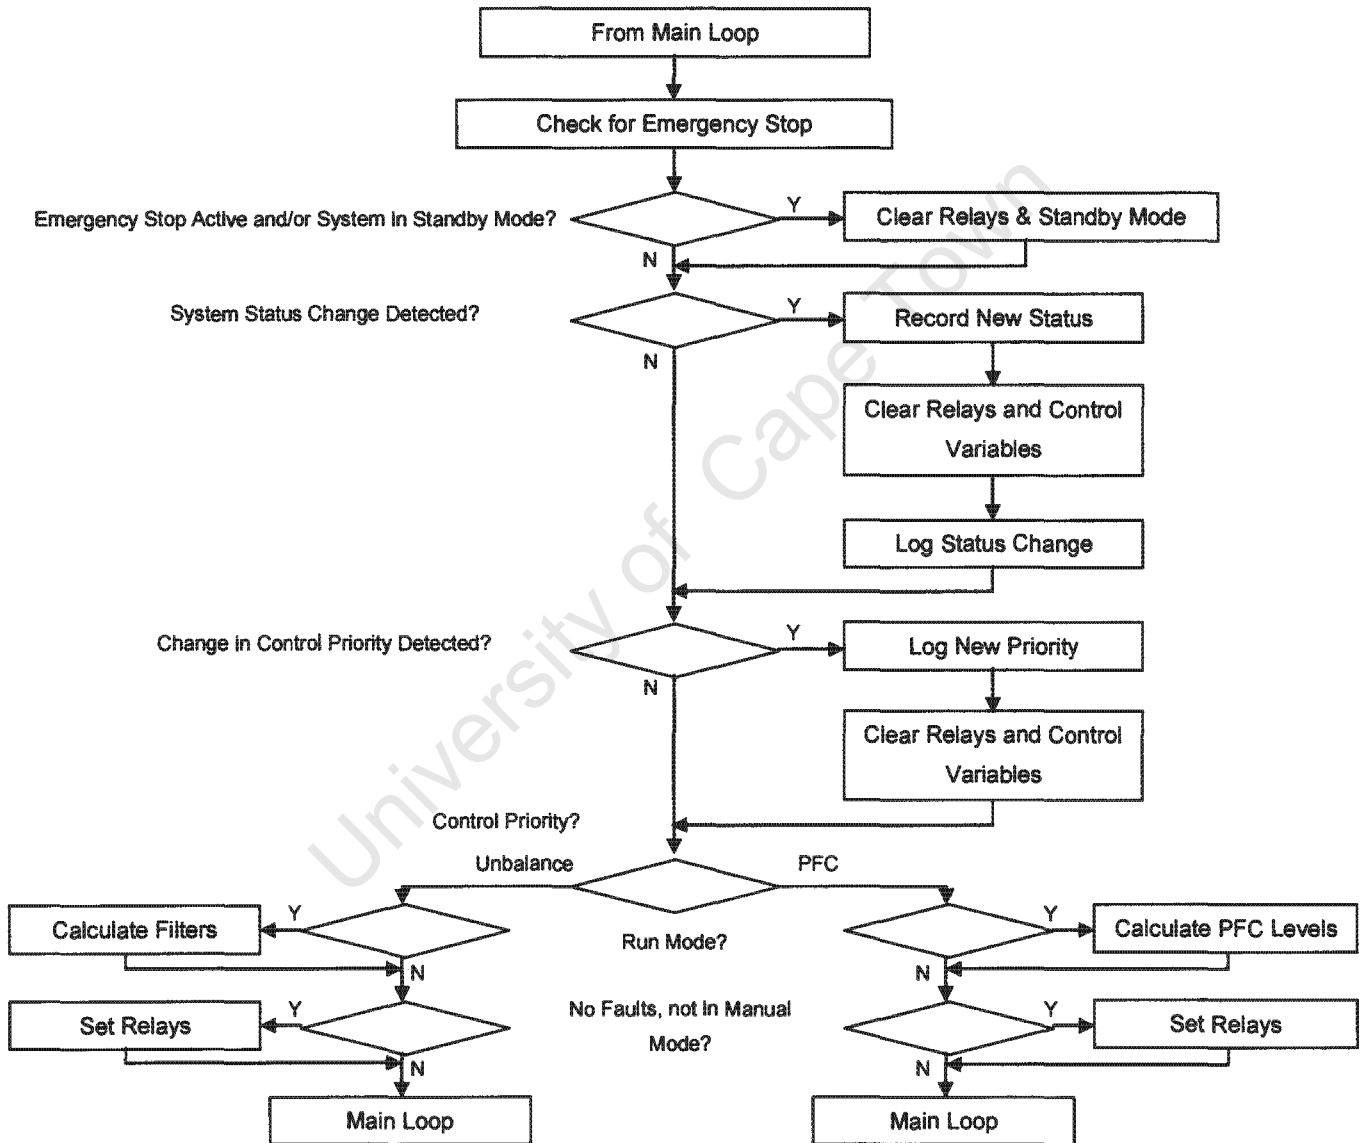 From Main Loop
Check for Emergency Stop
Emergency Stop Active and/or System In Standby Mode?
Y
Clear Relays & Standby Mode
N
System Status Change Detected?
Y
Record New Status
N
Clear Relays and Control
Variables
Log Status Change
Change in Control Priority Detected?
Y
Log New Priority
N
Clear Relays and Control
Variables
Control Priority?
Unbalance
PFC
Calculate Filters
Y
Run Mode?
Y
Calculate PFC Levels
N
N
Set Relays
Y
No Faults, not in Manual
Mode?
Y
Set Relays
N
N
Main Loop
Main Loop
University of Cape Town